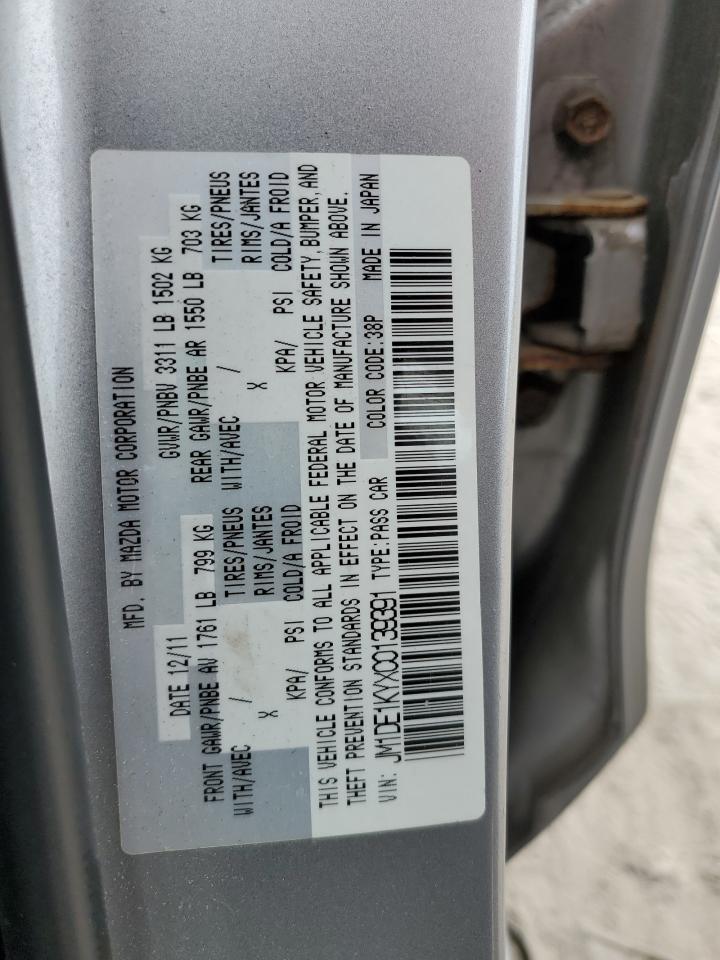 MFD. BY MAZDA MOTOR CORPORATION
DATE 12/11 GVWR/PNBV 3311 LB 1502 KG
FRONT GAWR/PNBE AV 1761 LB 799 KG REAR GAWR/PNBE AR 1550 LB 703 KG
WITH/AVEC / TIRES/PNEUS WITH/AVEC / TIRES/PNEUS
X RIMS/JANTES X RIMS/JANTES
KPA/ PSI COLD/A FROID KPA/ PSI COLD/A FROID
THIS VEHICLE CONFORMS TO ALL APPLICABLE FEDERAL MOTOR VEHICLE SAFETY, BUMPER, AND
THEFT PREVENTION STANDARDS IN EFFECT ON THE DATE OF MANUFACTURE SHOWN ABOVE.
VIN: JM1DE1KYXC0139391 TYPE:PASS CAR COLOR CODE:38P MADE IN JAPAN